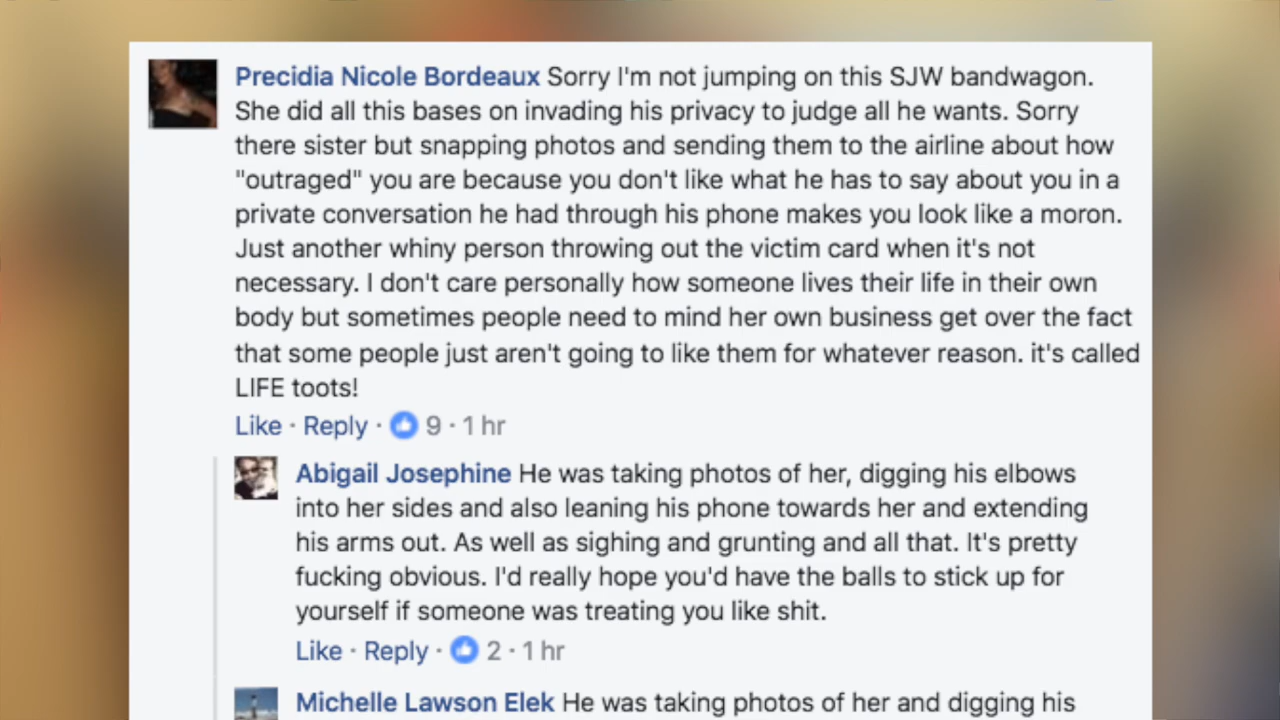 Precidia Nicole Bordeaux Sorry I'm not jumping on this SJW bandwagon.
She did all this bases on invading his privacy to judge all he wants. Sorry
there sister but snapping photos and sending them to the airline about how
"outraged" you are because you don't like what he has to say about you in a
private conversation he had through his phone makes you look like a moron.
Just another whiny person throwing out the victim card when it's not
necessary. I don't care personally how someone lives their life in their own
body but sometimes people need to mind her own business get over the fact
that some people just aren't going to like them for whatever reason. it's called
LIFE toots!
Like · Reply · 9 · 1 hr
Abigail Josephine He was taking photos of her, digging his elbows
into her sides and also leaning his phone towards her and extending
his arms out. As well as sighing and grunting and all that. It's pretty
fucking obvious. I'd really hope you'd have the balls to stick up for
yourself if someone was treating you like shit.
Like · Reply · 2 · 1 hr
Michelle Lawson Elek He was taking photos of her and digging his